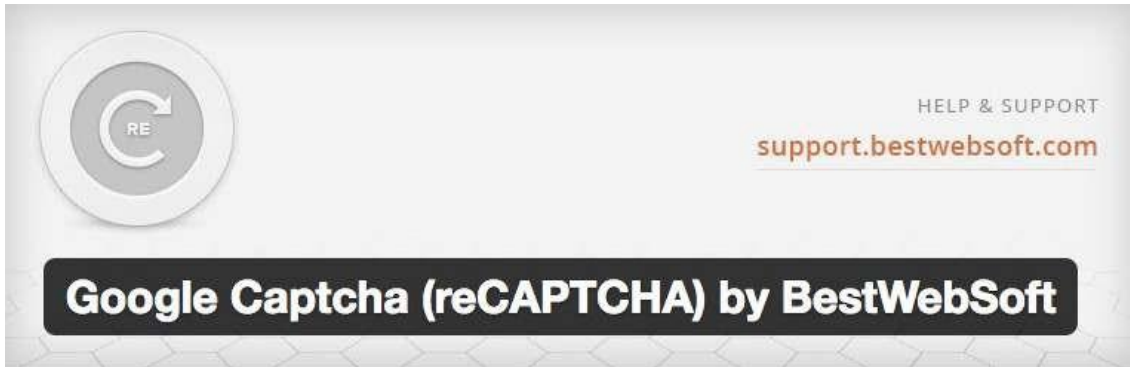 RE
HELP & SUPPORT
support.bestwebsoft.com
Google Captcha (reCAPTCHA) by BestWebSoft